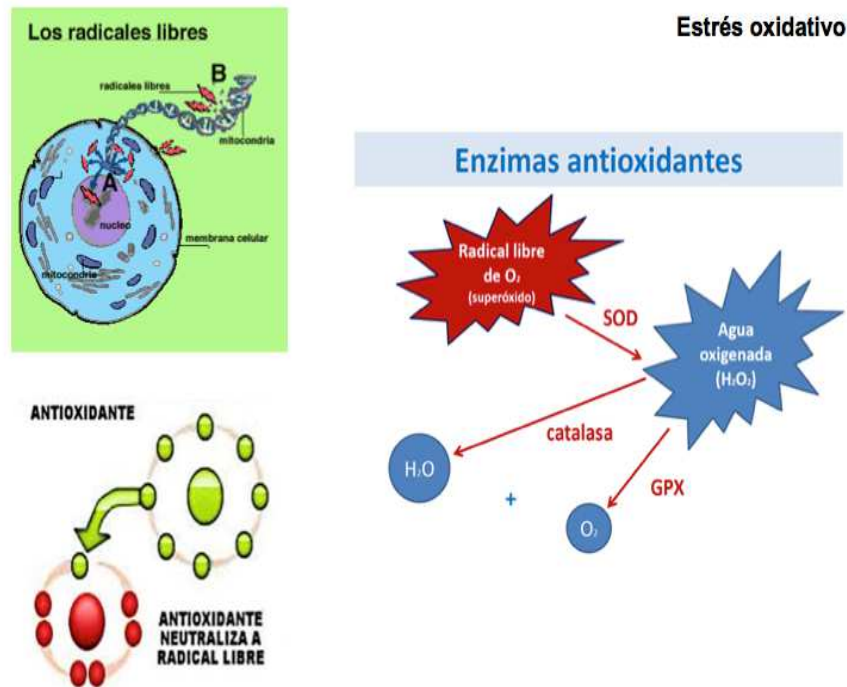 Los radicales libres
B
radicales libres
mitocondria
A
nucleo
membrana celular
mitocondria
ANTIOXIDANTE
ANTIOXIDANTE
NEUTRALIZA A
RADICAL LIBRE
Estrés oxidativo
Enzimas antioxidantes
Radical libre
de O₂
(superóxido)
SOD
Agua
oxigenada
(H₂O₂)
catalasa
H₂O
+
GPX
O₂